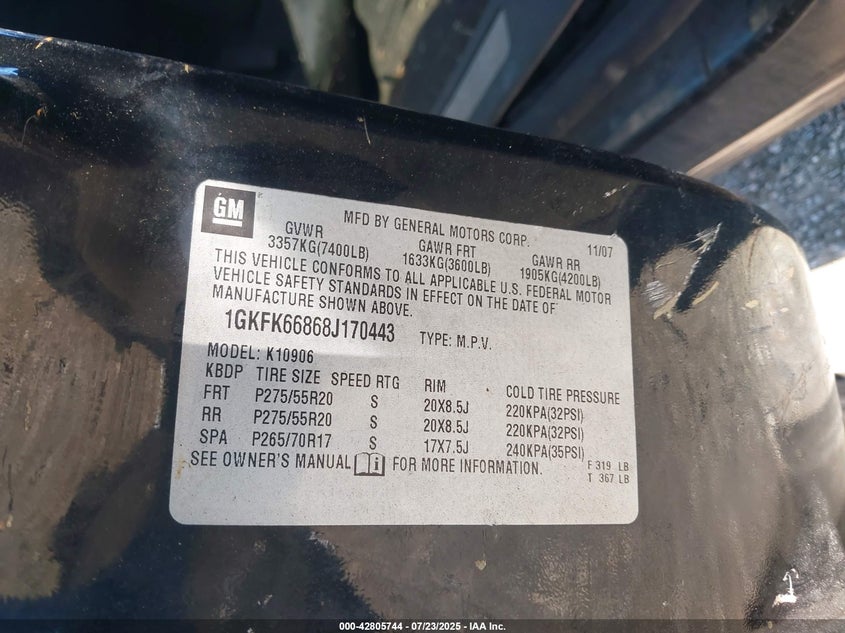 GM
MFD BY GENERAL MOTORS CORP. 11/07
GVWR GAWR FRT GAWR RR
3357KG(7400LB) 1633KG(3600LB) 1905KG(4200LB)
THIS VEHICLE CONFORMS TO ALL APPLICABLE U.S. FEDERAL MOTOR
VEHICLE SAFETY STANDARDS IN EFFECT ON THE DATE OF
MANUFACTURE SHOWN ABOVE.
1GKFK66868J170443 TYPE: M.P.V.
MODEL: K10906
KBDP TIRE SIZE SPEED RTG RIM COLD TIRE PRESSURE
FRT P275/55R20 S 20X8.5J 220KPA(32PSI)
RR P275/55R20 S 20X8.5J 220KPA(32PSI)
SPA P265/70R17 S 17X7.5J 240KPA(35PSI)
SEE OWNER'S MANUAL i FOR MORE INFORMATION.
F 319 LB
T 367 LB
000-42805744 | 07/23/2025 - IAA Inc.